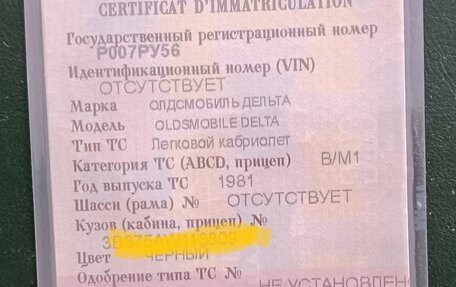 CERTIFICAT D'IMMATRICULATION
Государственный регистрационный номер
Р007РУ56
Идентификационный номер (VIN)
ОТСУТСТВУЕТ
Марка ОЛДСМОБИЛЬ ДЕЛЬТА
Модель OLDSMOBILE DELTA
Тип ТС Легковой кабриолет
Категория ТС (ABCD, прицеп) B/M1
Год выпуска ТС 1981
Шасси (рама) № ОТСУТСТВУЕТ
Кузов (кабина, прицеп) №
Цвет ЧЕРНЫЙ
Одобрение типа ТС №
НЕ УСТАНОВЛЕНО